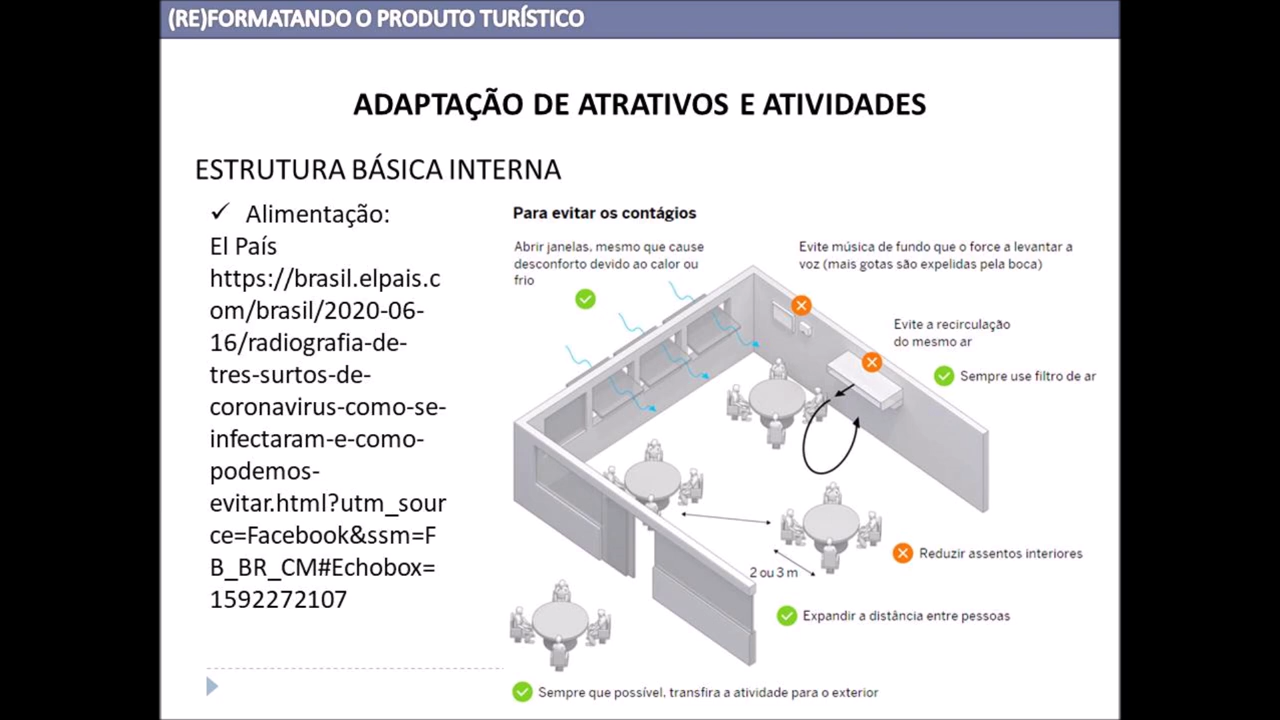 (RE)FORMATANDO O PRODUTO TURÍSTICO
ADAPTAÇÃO DE ATRATIVOS E ATIVIDADES
ESTRUTURA BÁSICA INTERNA
✓ Alimentação:
El País
https://brasil.elpais.c
om/brasil/2020-06-
16/radiografia-de-
tres-surtos-de-
coronavirus-como-se-
infectaram-e-como-
podemos-
evitar.html?utm_sour
ce=Facebook&ssm=F
B_BR_CM#Echobox=
1592272107
Para evitar os contágios
Abrir janelas, mesmo que cause
desconforto devido ao calor ou
frio
Evite música de fundo que o force a levantar a
voz (mais gotas são expelidas pela boca)
Evite a recirculação
do mesmo ar
Sempre use filtro de ar
Reduzir assentos interiores
2 ou 3 m
Expandir a distância entre pessoas
Sempre que possível, transfira a atividade para o exterior